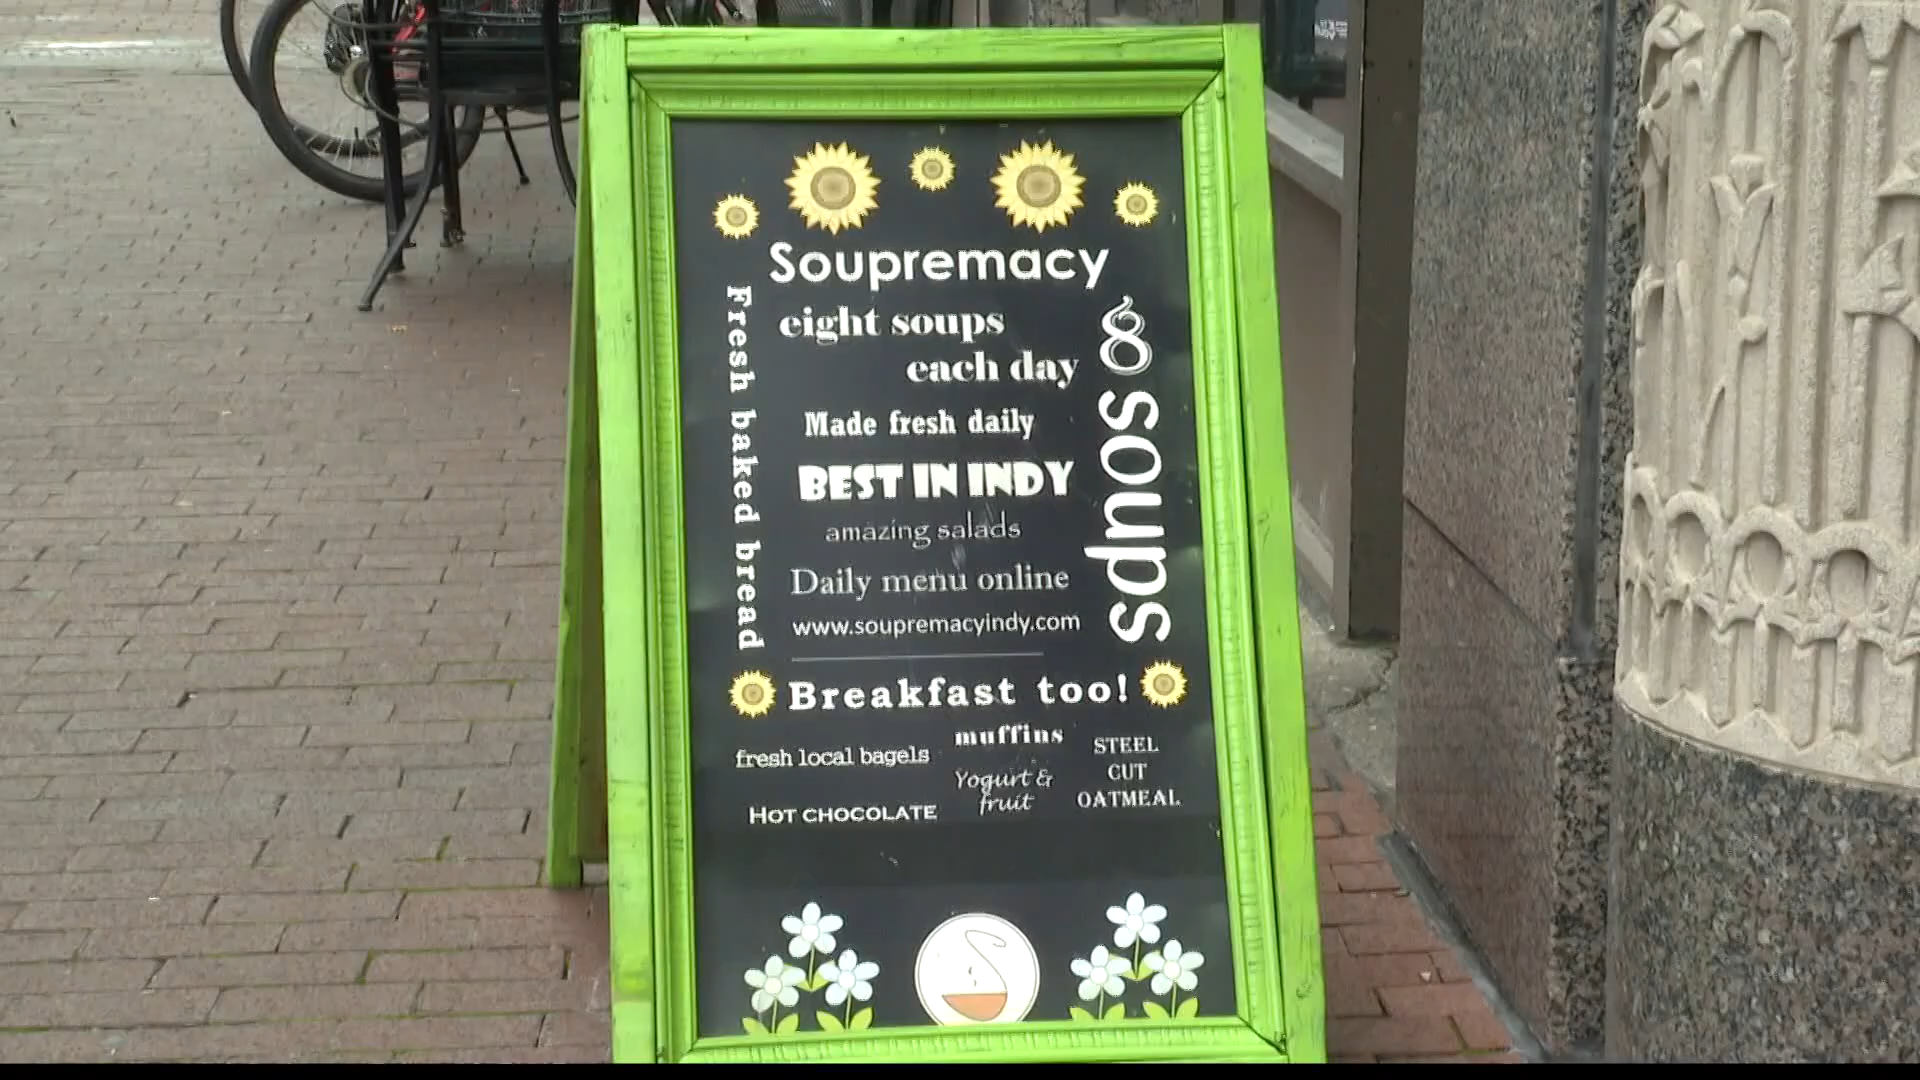 Soupremacy
eight soups
each day
Made fresh daily
BEST IN INDY
amazing salads
Daily menu online
www.soupremacyindy.com
Fresh baked bread
8 soups
Breakfast too!
fresh local bagels
HOT CHOCOLATE
muffins
Yogurt &
fruit
STEEL
CUT
OATMEAL